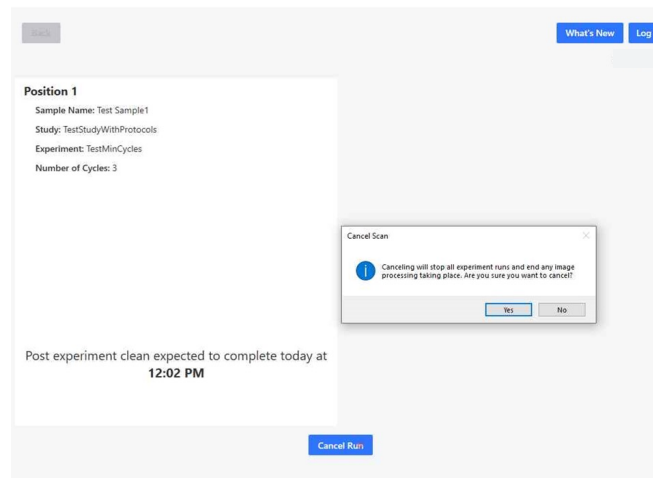 Back
What's New
Log
Position 1
Sample Name: Test Sample1
Study: TestStudyWithProtocols
Experiment: TestMinCycles
Number of Cycles: 3
Cancel Scan
Canceling will stop all experiment runs and end any image
processing taking place. Are you sure you want to cancel?
Yes
No
Post experiment clean expected to complete today at
12:02 PM
Cancel Run